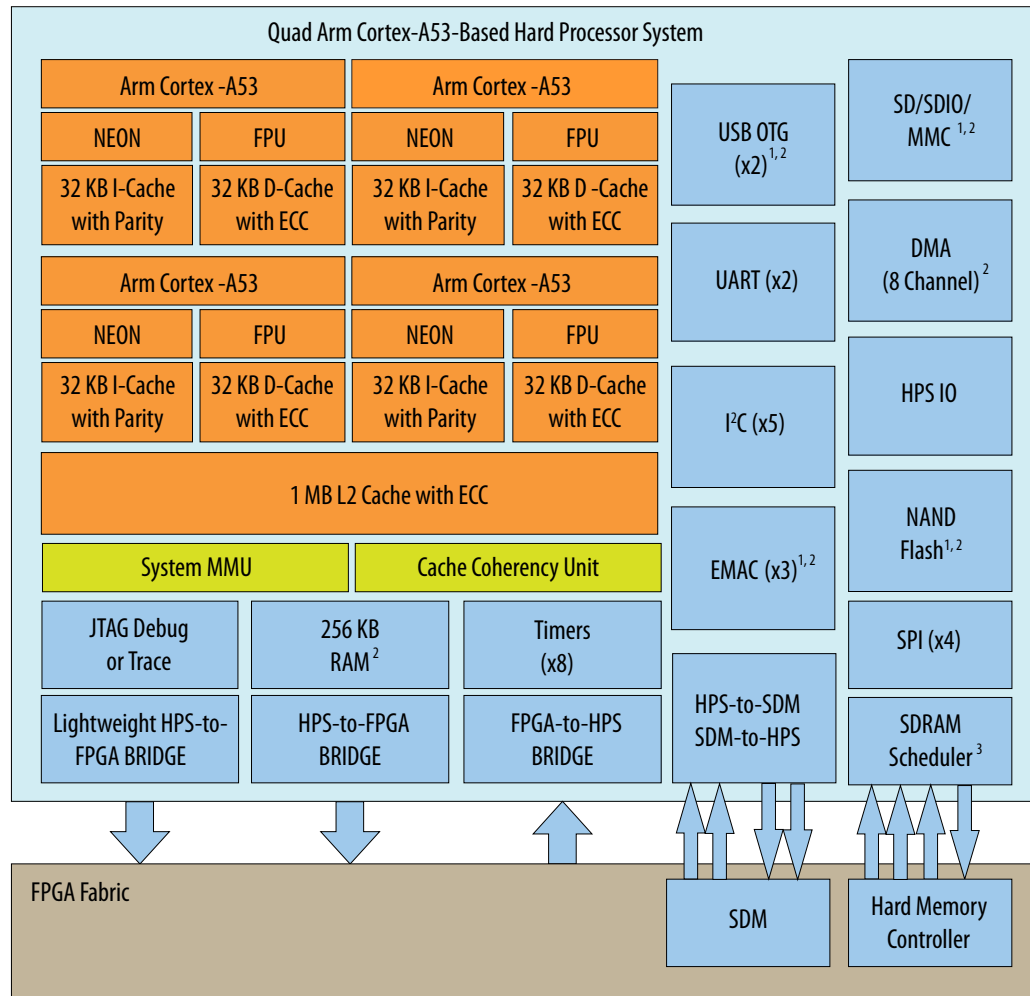 Quad Arm Cortex-A53-Based Hard Processor System
Arm Cortex -A53
Arm Cortex -A53
NEON
FPU
NEON
FPU
32 KB I-Cache
with Parity
32 KB D-Cache
with ECC
32 KB I-Cache
with Parity
32 KB D -Cache
with ECC
Arm Cortex -A53
Arm Cortex -A53
NEON
FPU
NEON
FPU
32 KB I-Cache
with Parity
32 KB D-Cache
with ECC
32 KB I-Cache
with Parity
32 KB D-Cache
with ECC
1 MB L2 Cache with ECC
System MMU
Cache Coherency Unit
JTAG Debug
or Trace
256 KB
RAM 2
Timers
(x8)
Lightweight HPS-to-
FPGA BRIDGE
HPS-to-FPGA
BRIDGE
FPGA-to-HPS
BRIDGE
USB OTG
(x2) 1, 2
UART (x2)
I2C (x5)
EMAC (x3) 1, 2
HPS-to-SDM
SDM-to-HPS
SD/SDIO/
MMC 1, 2
DMA
(8 Channel) 2
HPS IO
NAND
Flash 1, 2
SPI (x4)
SDRAM
Scheduler 3
FPGA Fabric
SDM
Hard Memory
Controller